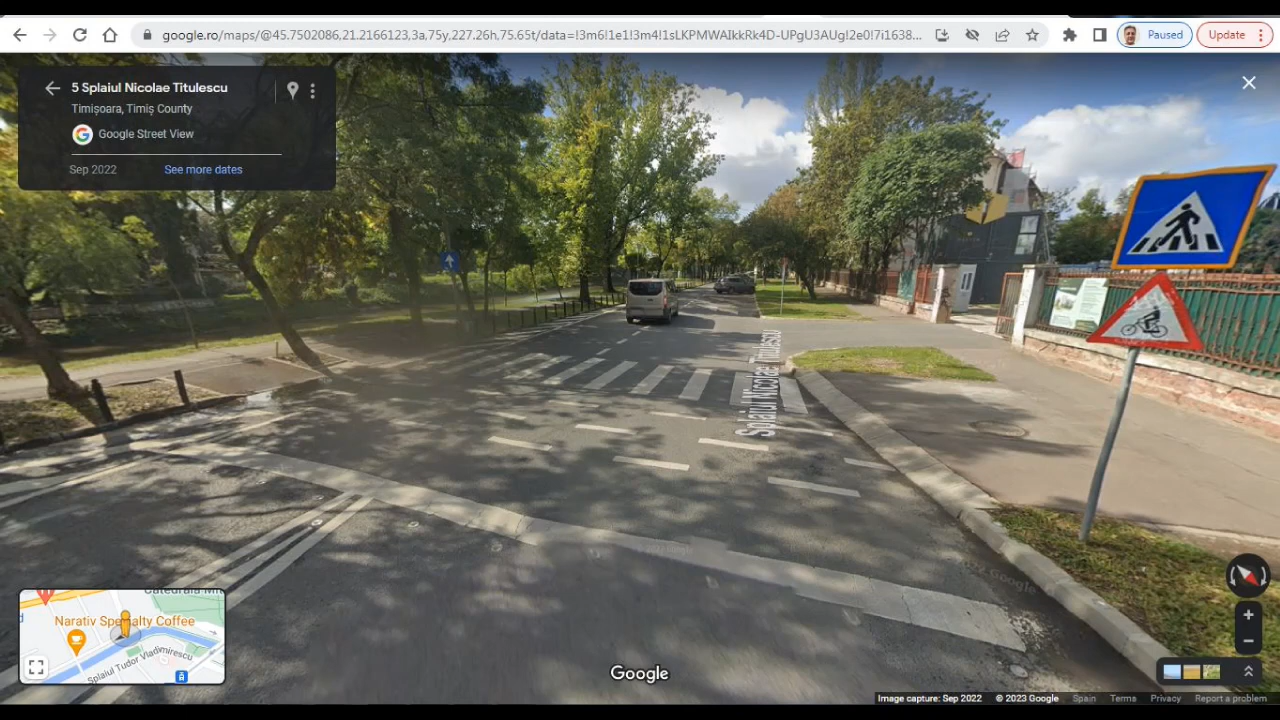 google.ro/maps/@45.7502086,21.2166123,3a,75y,227.26h,75.65t/data=!3m6!1e1!3m4!1sLKPMWAIkkRk4D-UPgU3AUg!2e0!7i1638...
Paused
Update
5 Splaiul Nicolae Titulescu
Timișoara, Timiș County
Google Street View
Sep 2022
See more dates
Splaiul Nicolae Titulescu
Catedrala Mit
Narativ Specialty Coffee
Splaiul Tudor Vladimirescu
Google
Image capture: Sep 2022 © 2023 Google Spain Terms Privacy Report a problem